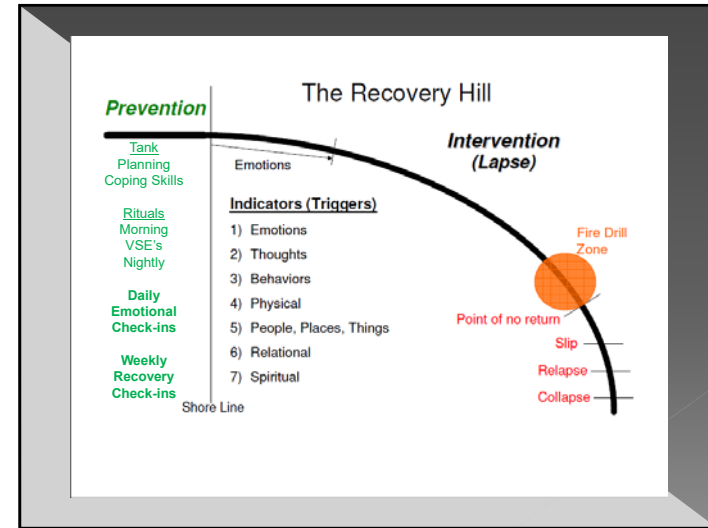 The Recovery Hill
Prevention
Tank
Planning
Coping Skills
Rituals
Morning
VSE's
Nightly
Daily
Emotional
Check-ins
Weekly
Recovery
Check-ins
Shore Line
Emotions
Indicators (Triggers)
1) Emotions
2) Thoughts
3) Behaviors
4) Physical
5) People, Places, Things
6) Relational
7) Spiritual
Intervention
(Lapse)
Fire Drill
Zone
Point of no return
Slip
Relapse
Collapse